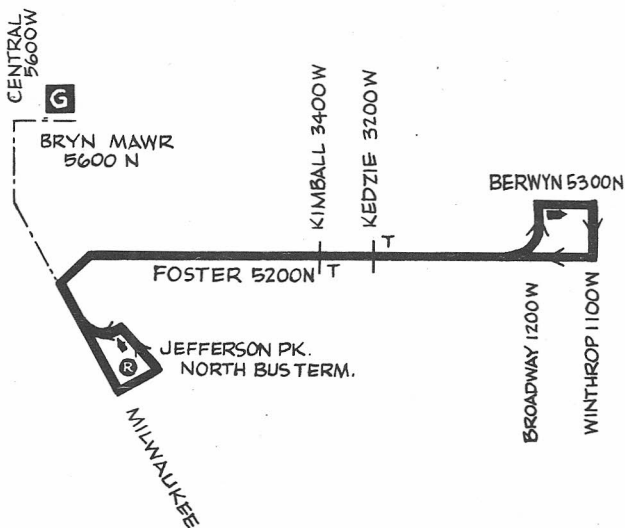 CENTRAL
5600W
G
BRYN MAWR
5600 N
KIMBALL 3400W
KEDZIE 3200W
BERWYN 5300N
T
FOSTER 5200N
T
BROADWAY 1200W
WINTHROP 1100W
JEFFERSON PK.
NORTH BUS TERM.
R
MILWAUKEE